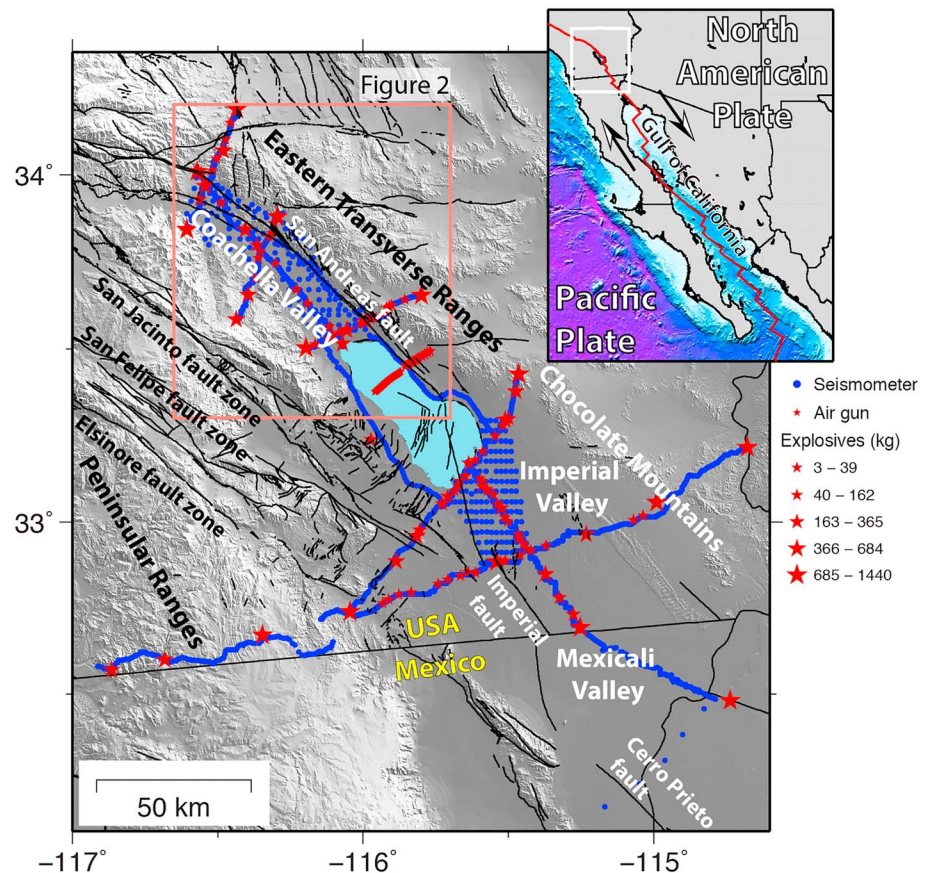 Figure 2
North
American
Plate
Gulf of California
Pacific
Plate
34°
33°
Eastern Transverse Ranges
San Andreas fault
Coachella Valley
San Jacinto fault zone
San Felipe fault zone
Elsinore fault zone
Peninsular Ranges
Chocolate Mountains
Imperial
Valley
Imperial
fault
USA
Mexico
Mexicali
Valley
Cerro Prieto
fault
50 km
−117°
−116°
−115°
Seismometer
Air gun
Explosives (kg)
3 – 39
40 – 162
163 – 365
366 – 684
685 – 1440